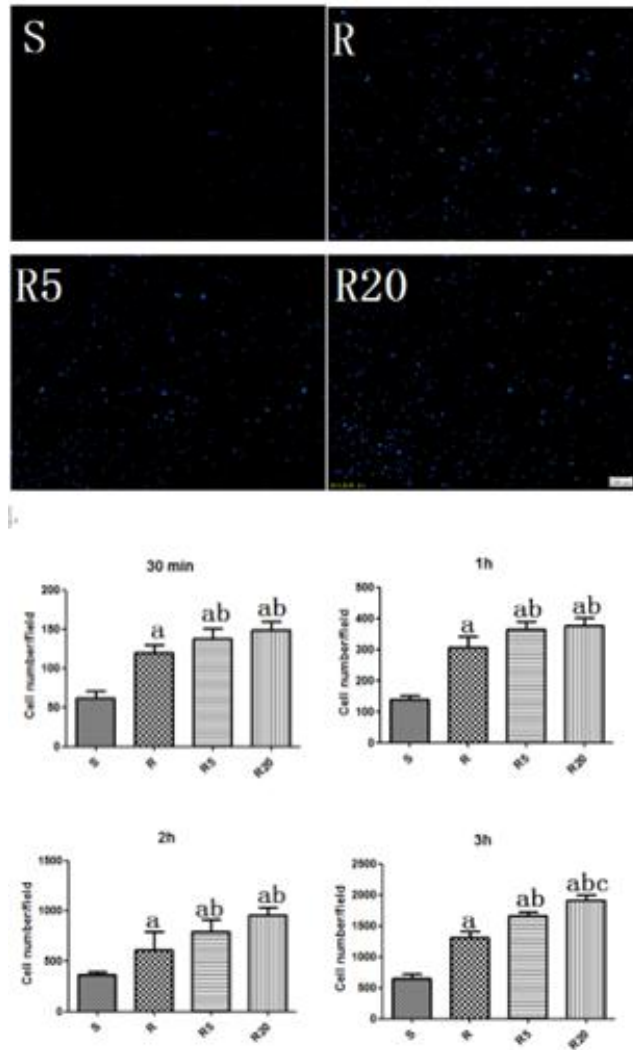 S
R
R5
R20
30 min
Cell number/field
200
150
100
50
0
a
ab
ab
S
R
R5
R20
1h
Cell number/field
500
400
300
200
100
0
a
ab
ab
S
R
R5
R20
2h
Cell number/field
1500
1000
500
0
a
ab
ab
S
R
R5
R20
3h
Cell number/field
2500
2000
1500
1000
500
0
a
ab
abc
S
R
R5
R20